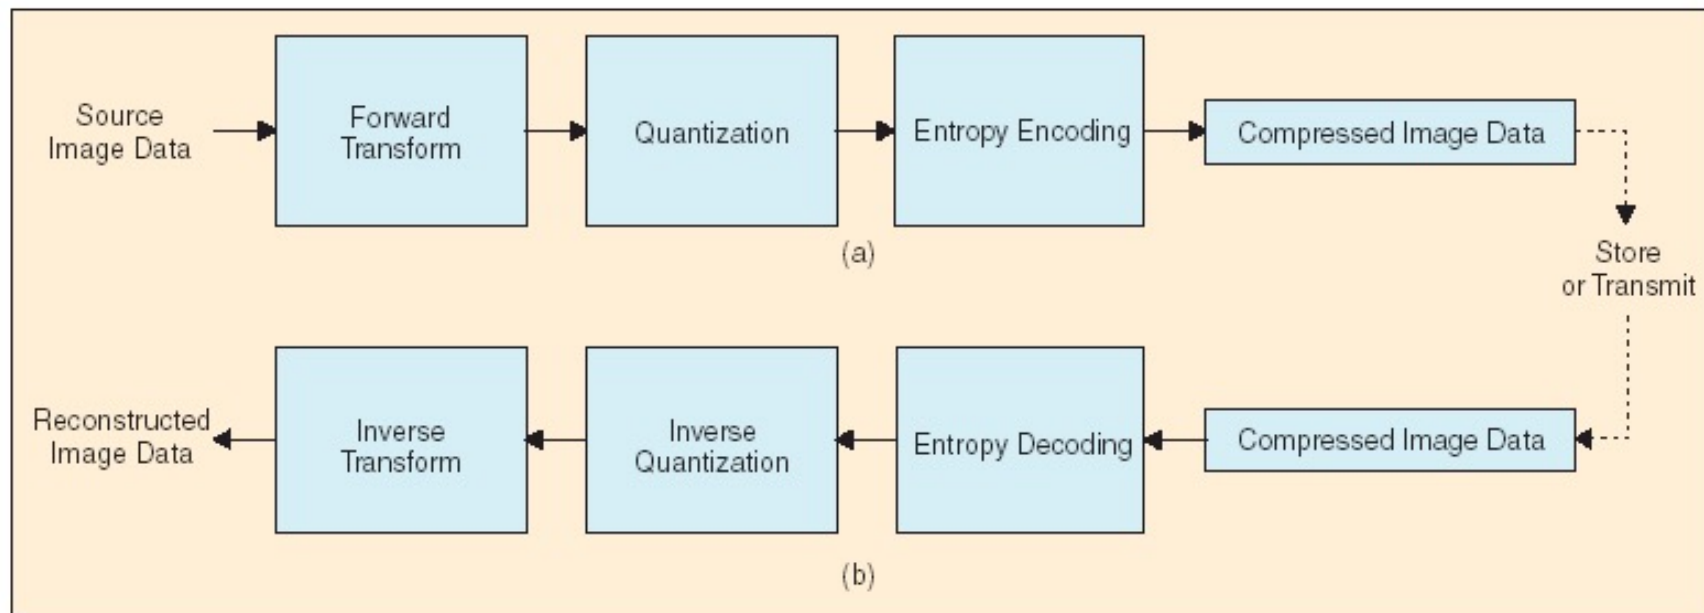 Source
Image Data
Forward
Transform
Quantization
Entropy Encoding
Compressed Image Data
(a)
Store
or Transmit
Reconstructed
Image Data
Inverse
Transform
Inverse
Quantization
Entropy Decoding
Compressed Image Data
(b)